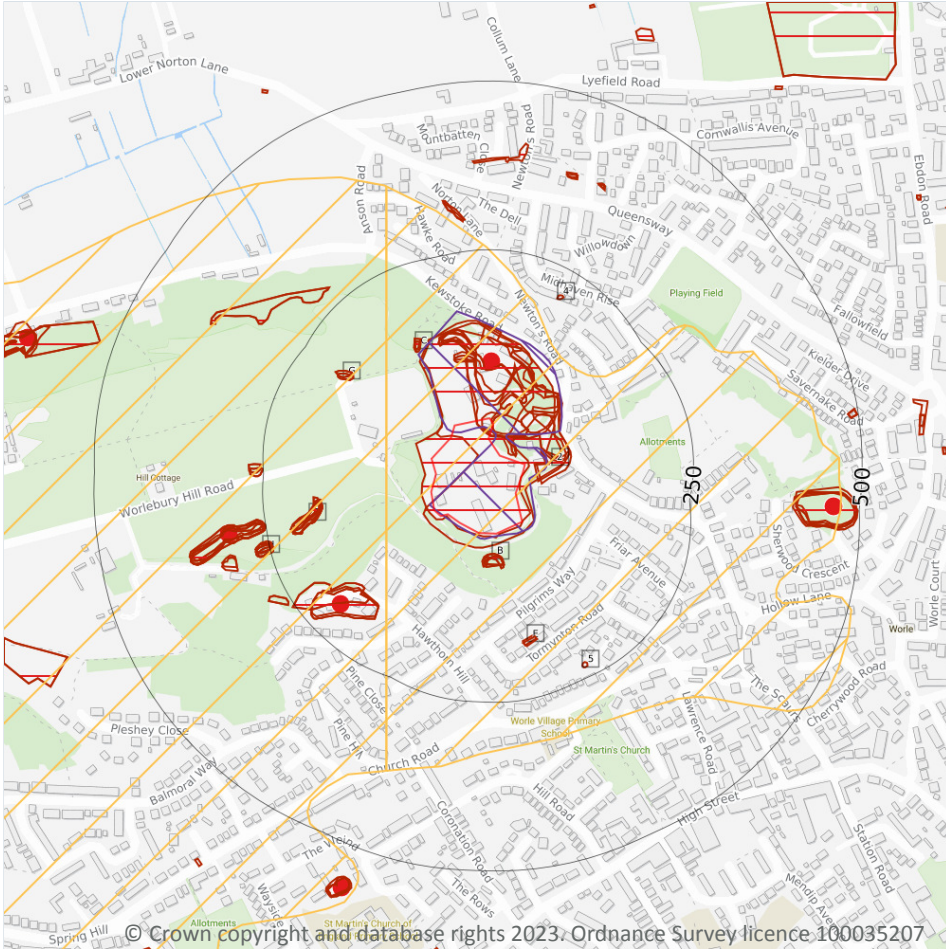 Collum Lane
Lower Norton Lane
Lyefield Road
Mountbatten
Close
Newton's Road
Cornwallis Avenue
Ebdon Road
Anson Road
Norton Lane
The Dell
Hawke Road
Queensway
Willowdown
Midhaven Rise
4
Playing Field
Kewstoke Road
Newton's Road
Fallowfield
C
Kelder Drive
G
Savernake Road
Allotments
Hill Cottage
250
500
Worlebury Hill Road
B
Friar Avenue
Sherwood Crescent
Pilgrims Way
Hollow Lane
Worle Court
E
Tormynton Road
Worle
Hawthorn Hill
5
Pine Close
The Scaurs
Cherrywood Road
Lawrence Road
Pleshey Close
Pine Hill
Worle Village Primary
School
St Martin's Church
Church Road
Balmoral Way
Hill Road
High Street
Coronation Road
The Weind
Station Road
Wayside
The Rows
Mendip Ave
Allotments
St Martin's Church of
Spring Hill
© Crown copyright and database rights 2023. Ordnance Survey licence 100035207.